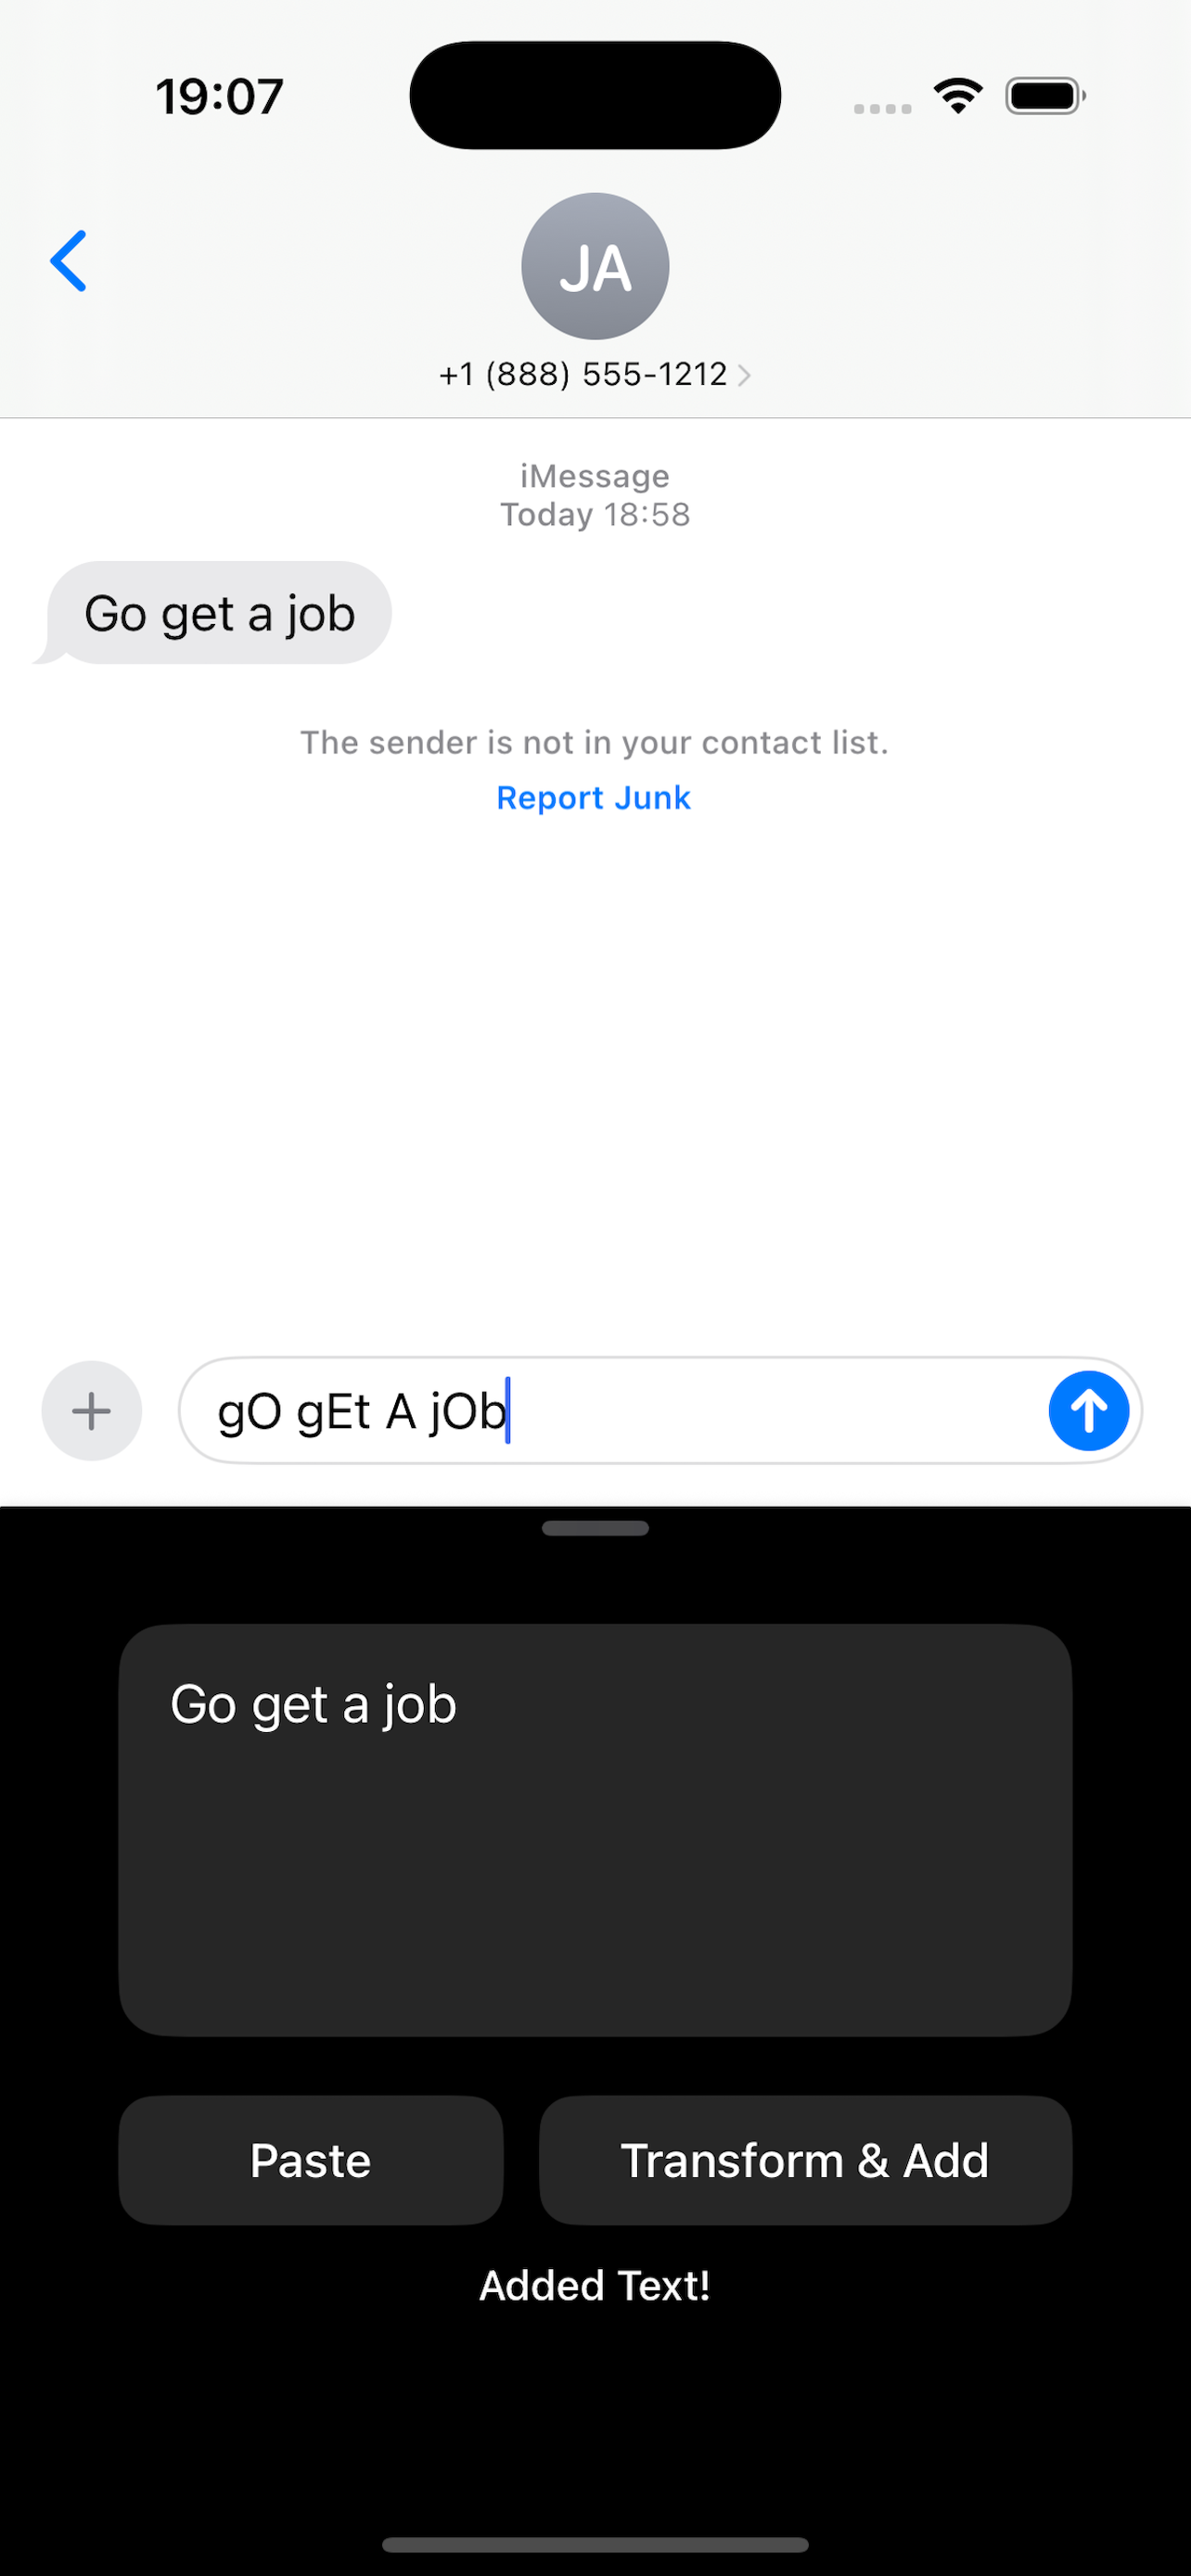 19:07
JA
+1 (888) 555-1212
iMessage
Today 18:58
Go get a job
The sender is not in your contact list.
Report Junk
gO gEt A jOb
Go get a job
Paste
Transform & Add
Added Text!